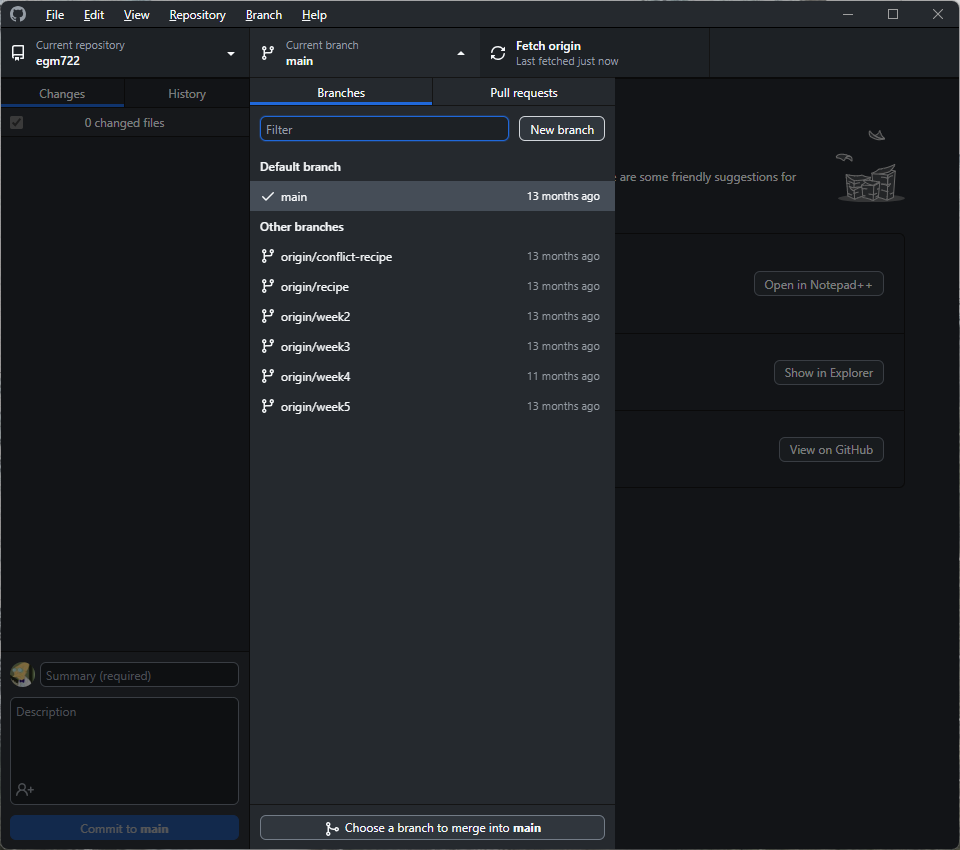 File Edit View Repository Branch Help
Current repository
egm722
Current branch
main
Fetch origin
Last fetched just now
Changes History
0 changed files
Branches Pull requests
Filter
New branch
Default branch
main 13 months ago
Other branches
origin/conflict-recipe 13 months ago
origin/recipe 13 months ago
origin/week2 13 months ago
origin/week3 13 months ago
origin/week4 11 months ago
origin/week5 13 months ago
Choose a branch to merge into main
are some friendly suggestions for
Open in Notepad++
Show in Explorer
View on GitHub
Summary (required)
Description
Commit to main